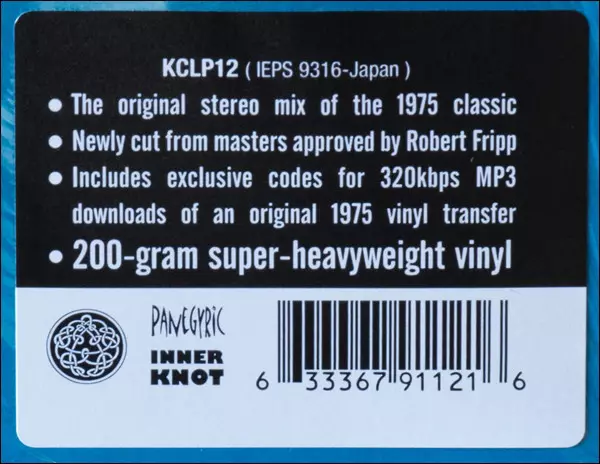 KCLP12 ( IEPS 9316-Japan )
● The original stereo mix of the 1975 classic
● Newly cut from masters approved by Robert Fripp
● Includes exclusive codes for 320kbps MP3
downloads of an original 1975 vinyl transfer
● 200-gram super-heavyweight vinyl
PANEGYRIC
INNER
KNOT
6 33367 91121 6